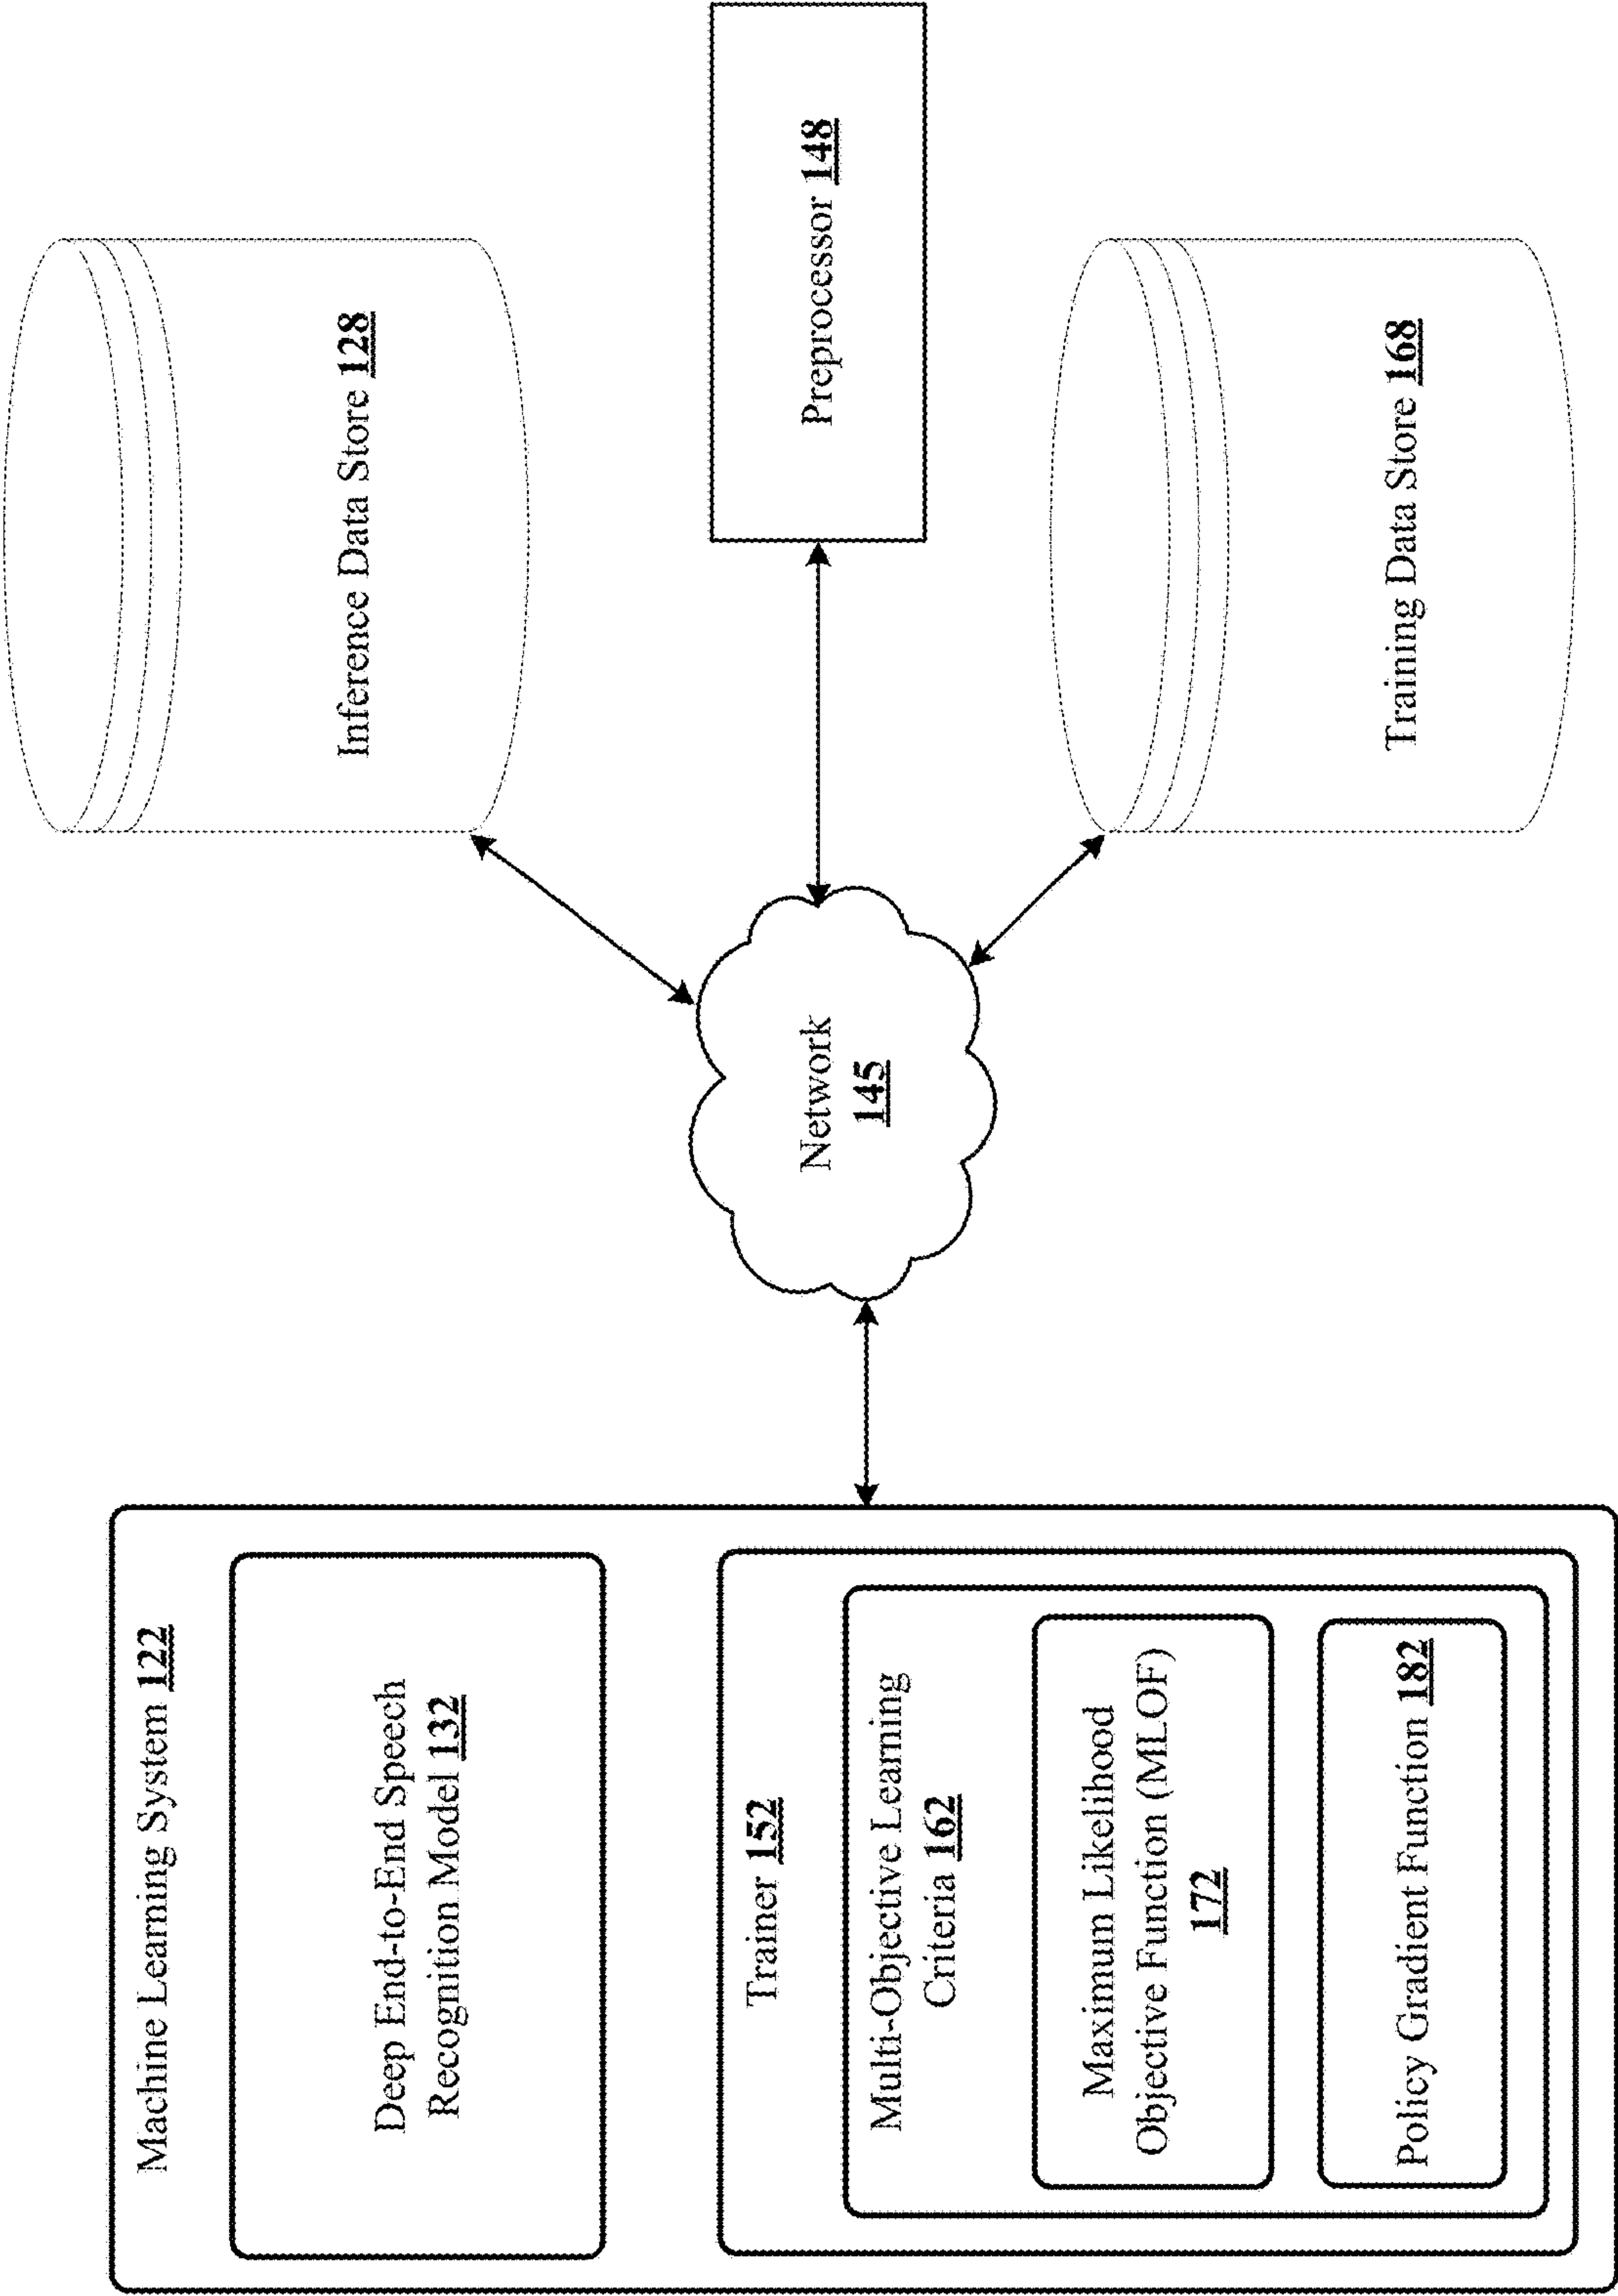 Machine Learning System 122
Deep End-to-End Speech
Recognition Model 132
Trainer 152
Multi-Objective Learning
Criteria 162
Maximum Likelihood
Objective Function (MLOF)
172
Policy Gradient Function 182
Network
145
Inference Data Store 128
Preprocessor 148
Training Data Store 168